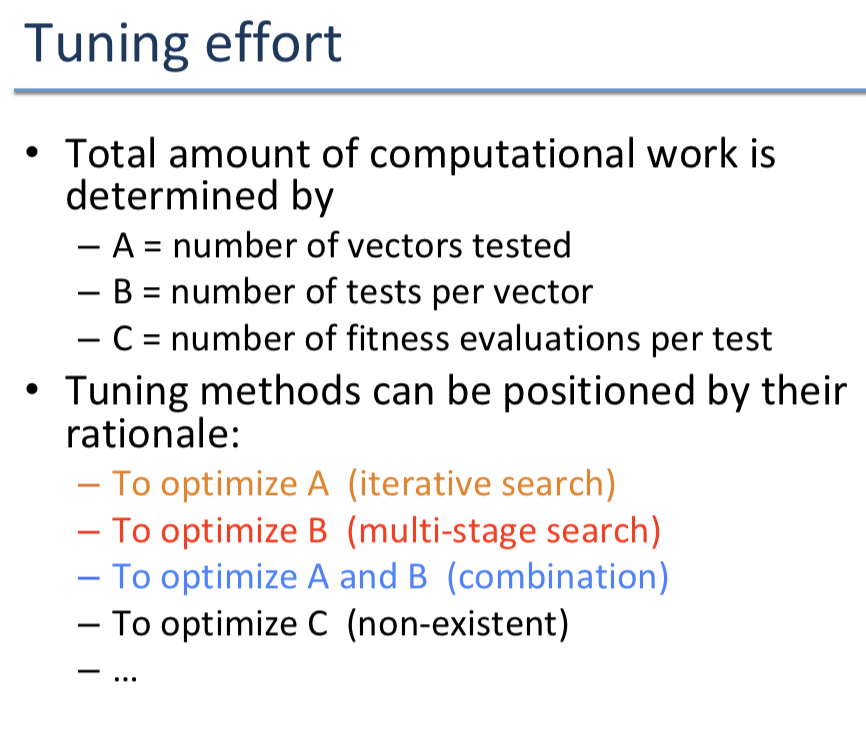 Tuning effort
• Total amount of computational work is
determined by
– A = number of vectors tested
– B = number of tests per vector
– C = number of fitness evaluations per test
• Tuning methods can be positioned by their
rationale:
– To optimize A (iterative search)
– To optimize B (multi-stage search)
– To optimize A and B (combination)
– To optimize C (non-existent)
– ...